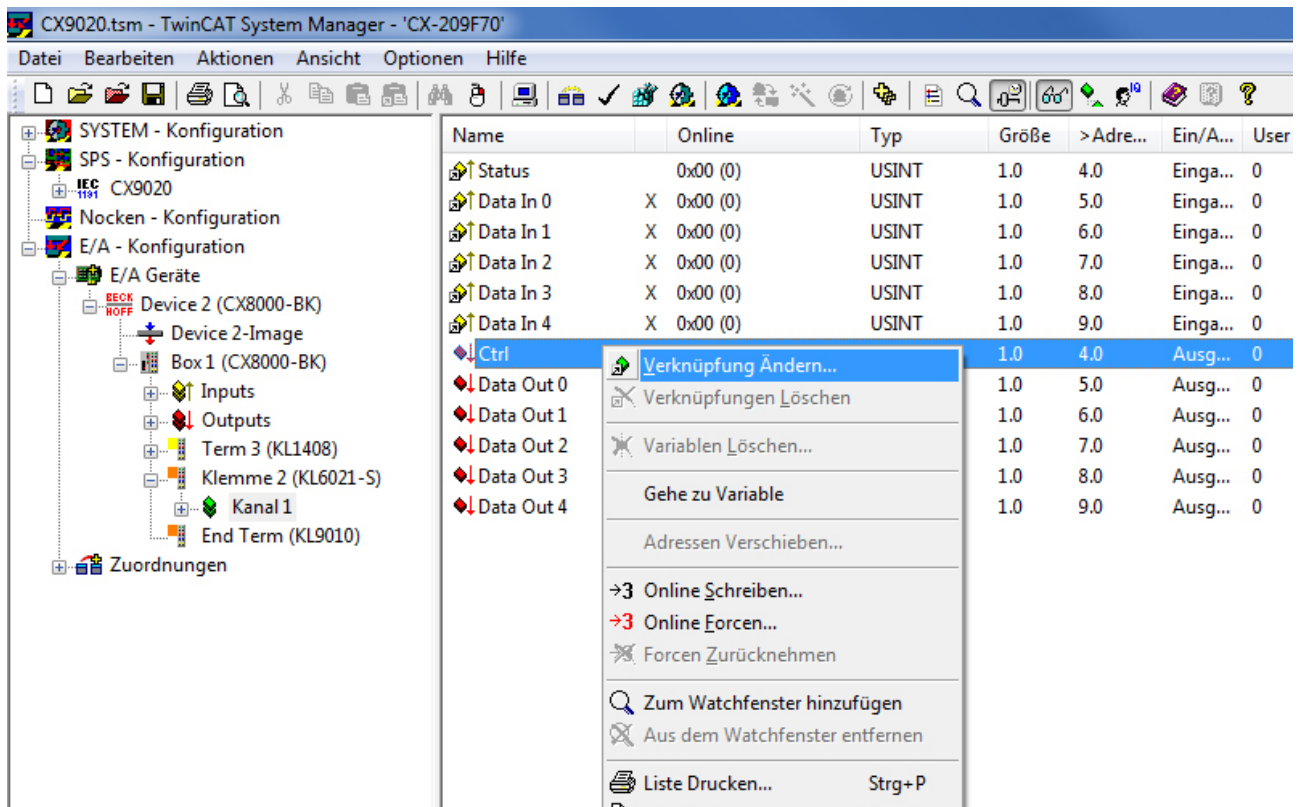 CX9020.tsm - TwinCAT System Manager - 'CX-209F70'
Datei Bearbeiten Aktionen Ansicht Optionen Hilfe
SYSTEM - Konfiguration
SPS - Konfiguration
IEC 1131 CX9020
Nocken - Konfiguration
E/A - Konfiguration
E/A Geräte
BECK HOFF Device 2 (CX8000-BK)
Device 2-Image
Box 1 (CX8000-BK)
Inputs
Outputs
Term 3 (KL1408)
Klemme 2 (KL6021-S)
Kanal 1
End Term (KL9010)
Zuordnungen
Name Online Typ Größe >Adre... Ein/A... User
Status 0x00 (0) USINT 1.0 4.0 Einga... 0
Data In 0 X 0x00 (0) USINT 1.0 5.0 Einga... 0
Data In 1 X 0x00 (0) USINT 1.0 6.0 Einga... 0
Data In 2 X 0x00 (0) USINT 1.0 7.0 Einga... 0
Data In 3 X 0x00 (0) USINT 1.0 8.0 Einga... 0
Data In 4 X 0x00 (0) USINT 1.0 9.0 Einga... 0
Ctrl 1.0 4.0 Ausg... 0
Data Out 0 1.0 5.0 Ausg... 0
Data Out 1 1.0 6.0 Ausg... 0
Data Out 2 1.0 7.0 Ausg... 0
Data Out 3 1.0 8.0 Ausg... 0
Data Out 4 1.0 9.0 Ausg... 0
Verknüpfung Ändern...
Verknüpfungen Löschen
Variablen Löschen...
Gehe zu Variable
Adressen Verschieben...
→3 Online Schreiben...
→3 Online Forcen...
Forcen Zurücknehmen
Zum Watchfenster hinzufügen
Aus dem Watchfenster entfernen
Liste Drucken... Strg+P